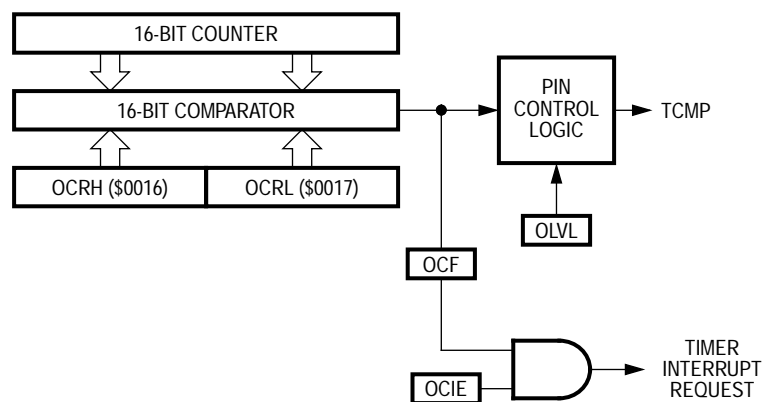 16-BIT COUNTER
16-BIT COMPARATOR
OCRH ($0016)
OCRL ($0017)
PIN
CONTROL
LOGIC
TCMP
OLVL
OCF
OCIE
TIMER
INTERRUPT
REQUEST